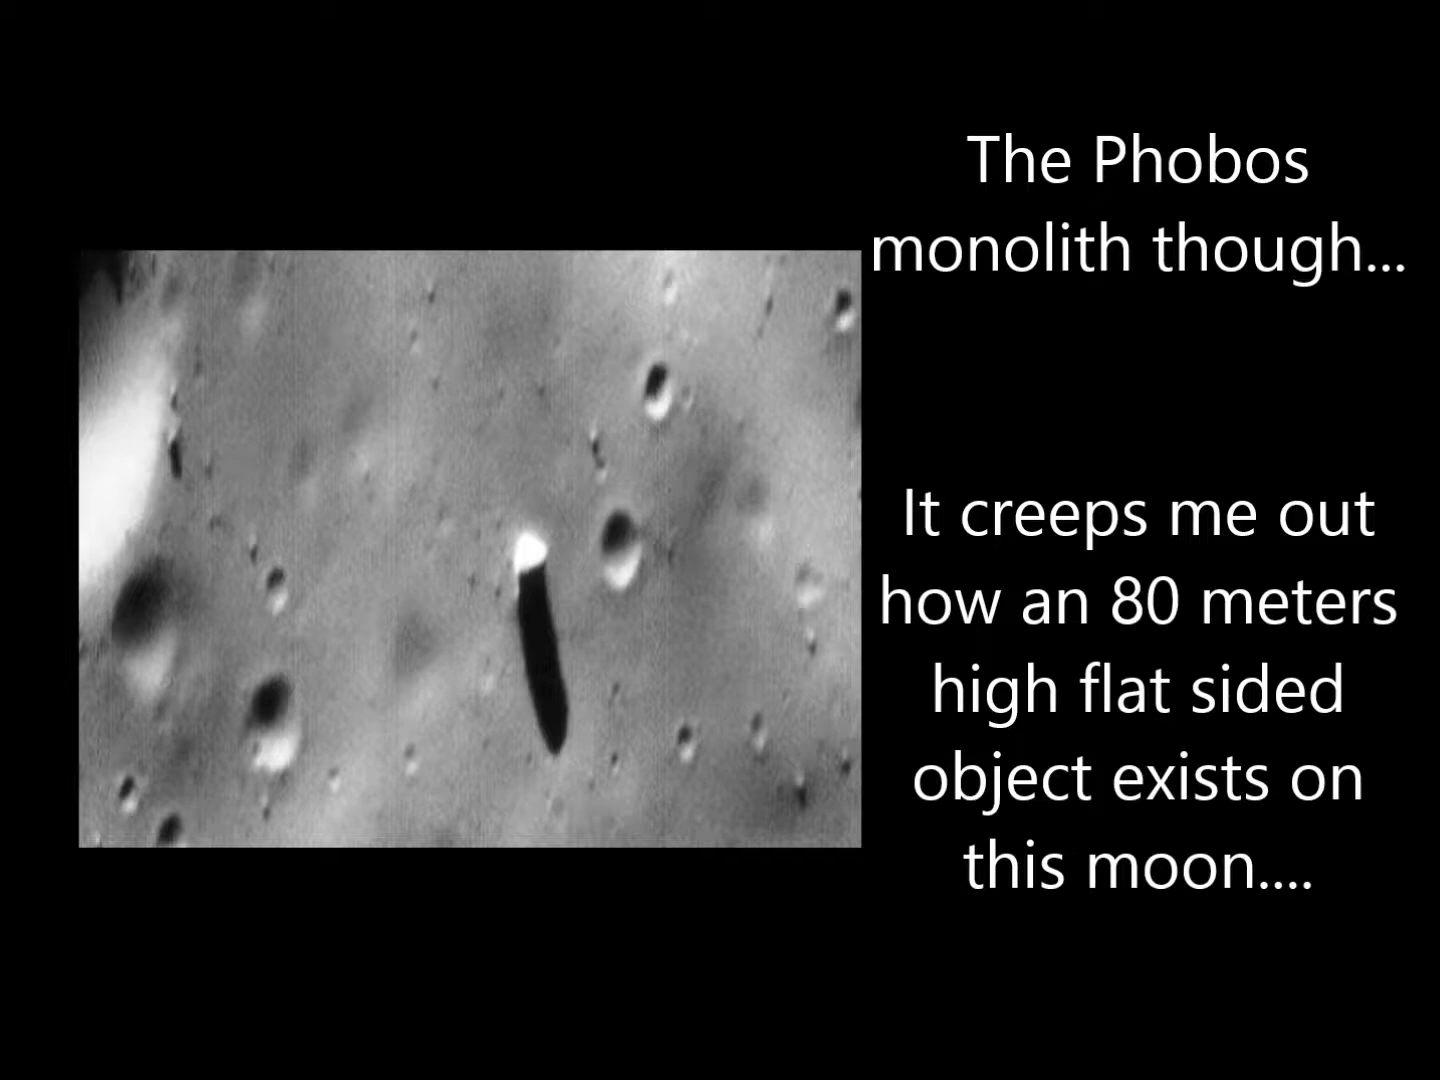 The Phobos
monolith though...
It creeps me out
how an 80 meters
high flat sided
object exists on
this moon....